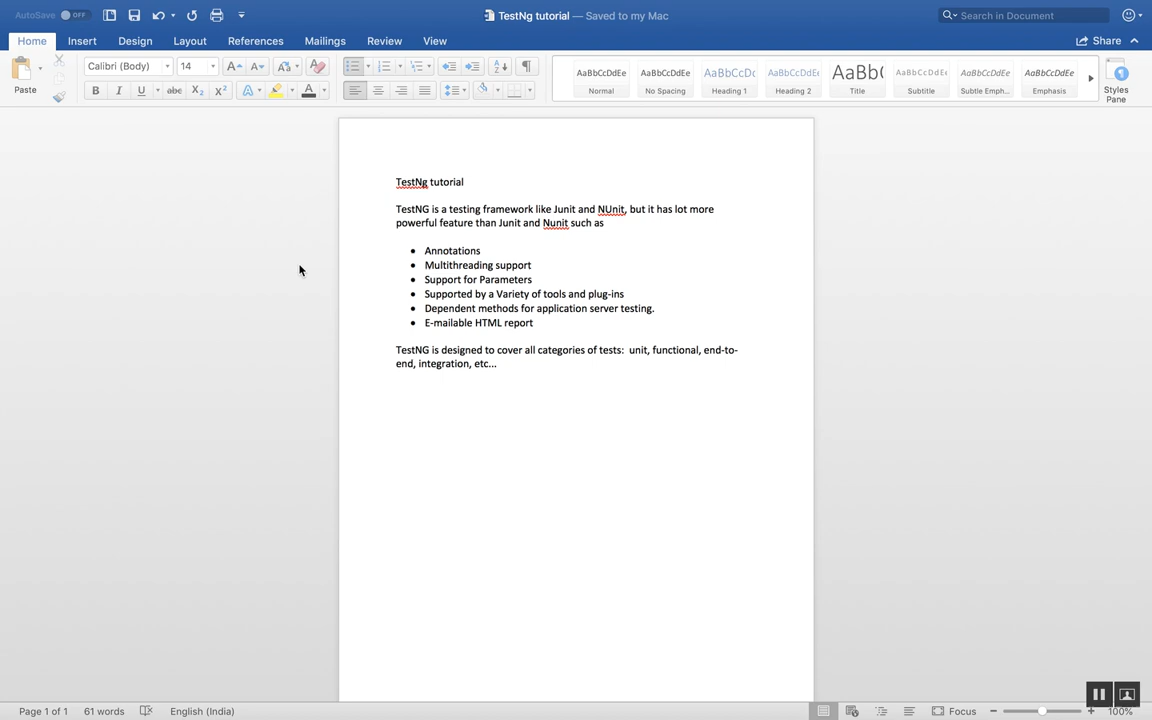 AutoSave OFF TestNG tutorial — Saved to my Mac Search in Document
Home Insert Design Layout References Mailings Review View Share
Paste Calibri (Body) 14 AaBbCcDdEe AaBbCcDdEe AaBbCcDc AaBbCcDdEe AaBb( AaBbCcDdEe AaBbCcDdEe AaBbCcDdEe
Normal No Spacing Heading 1 Heading 2 Title Subtitle Subtle Emph... Emphasis Styles Pane
B I U abc X₂ X² A A
TestNg tutorial
TestNG is a testing framework like Junit and NUnit, but it has lot more
powerful feature than Junit and Nunit such as
• Annotations
• Multithreading support
• Support for Parameters
• Supported by a Variety of tools and plug-ins
• Dependent methods for application server testing.
• E-mailable HTML report
TestNG is designed to cover all categories of tests: unit, functional, end-to-
end, integration, etc...
Page 1 of 1 61 words English (India) Focus 100%